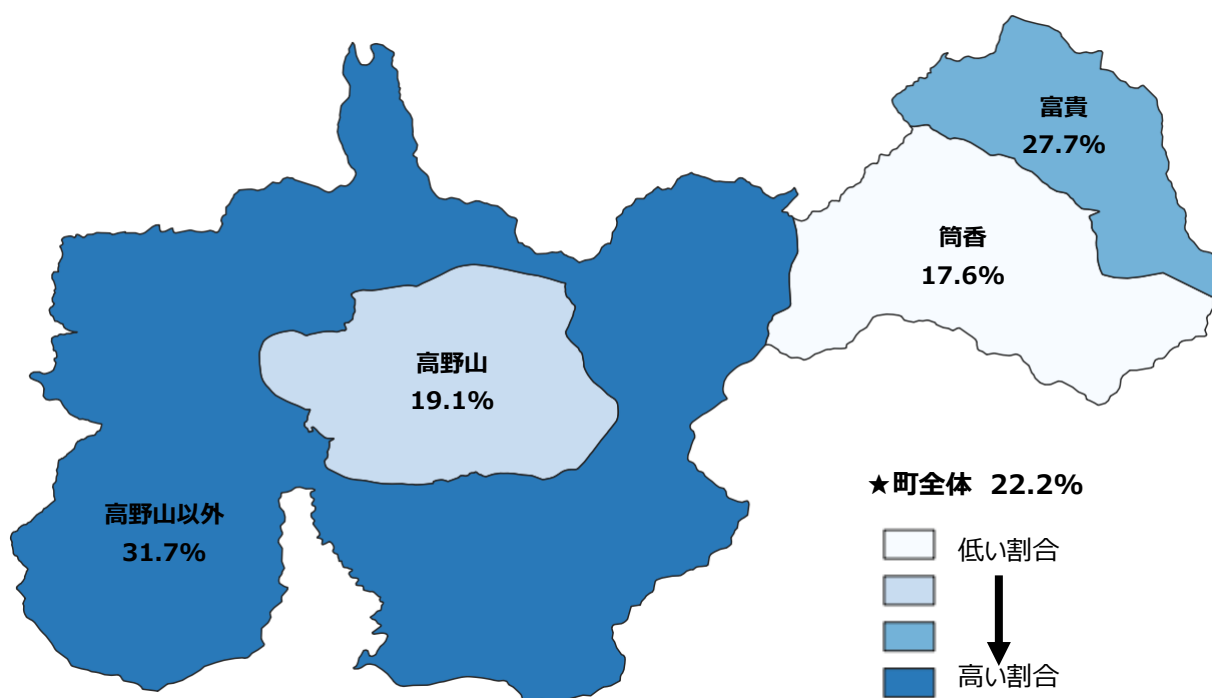 富貴
27.7%
筒香
17.6%
高野山
19.1%
高野山以外
31.7%
★町全体 22.2%
低い割合
高い割合